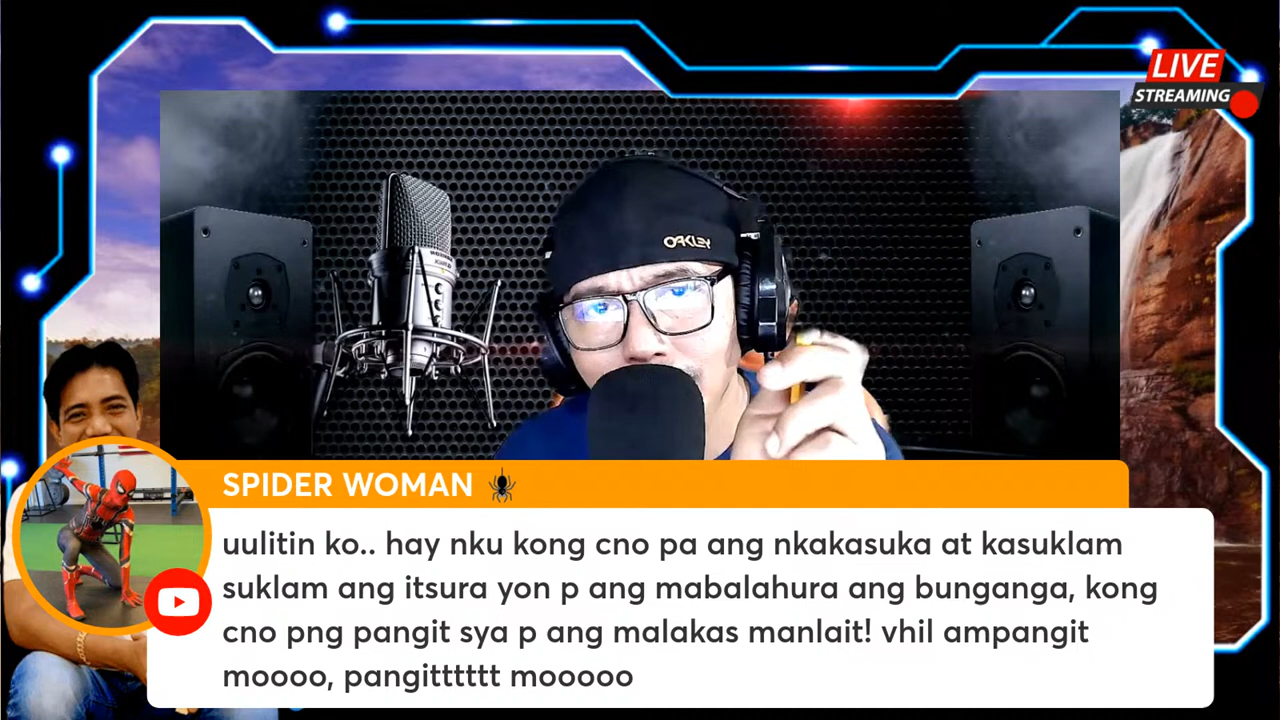 LIVE
STREAMING
OAKLEY
SPIDER WOMAN
uulitin ko.. hay nku kong cno pa ang nkakasuka at kasuklam
suklam ang itsura yon p ang mabalahura ang bunganga, kong
cno png pangit sya p ang malakas manlait! vhil ampangit
moooo, pangitttttt mooooo